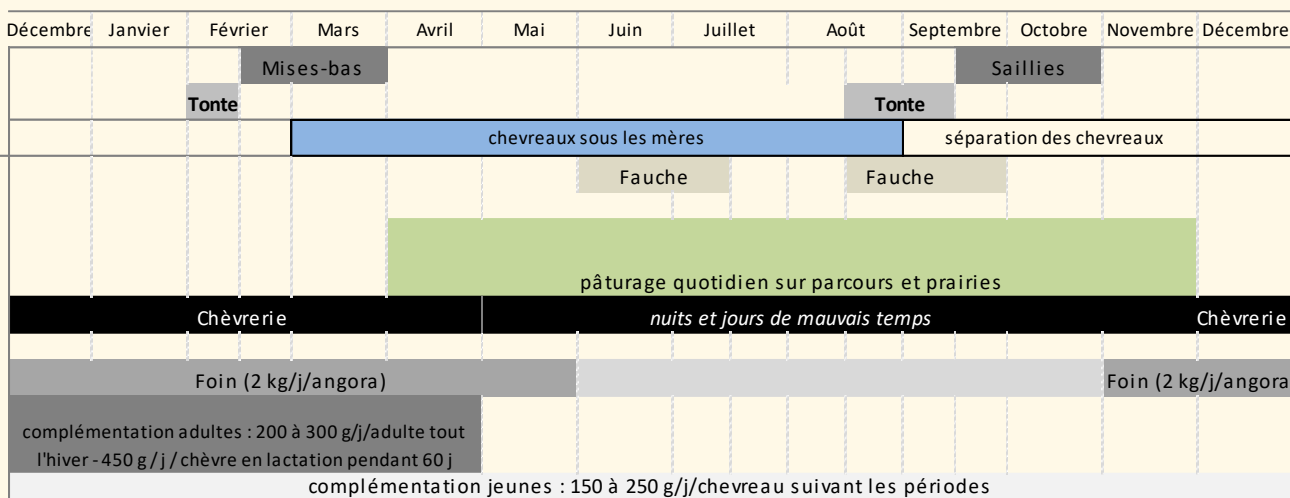 Décembre Janvier Février Mars Avril Mai Juin Juillet Août Septembre Octobre Novembre Décembre
Mises-bas Saillies
Tonte Tonte
chevreaux sous les mères séparation des chevreaux
Fauche Fauche
pâturage quotidien sur parcours et prairies
Chèvrerie nuits et jours de mauvais temps Chèvrerie
Foin (2 kg/j/angora) Foin (2 kg/j/angora
complémentation adultes : 200 à 300 g/j/adulte tout
l'hiver - 450 g / j / chèvre en lactation pendant 60 j
complémentation jeunes : 150 à 250 g/j/chevreau suivant les périodes